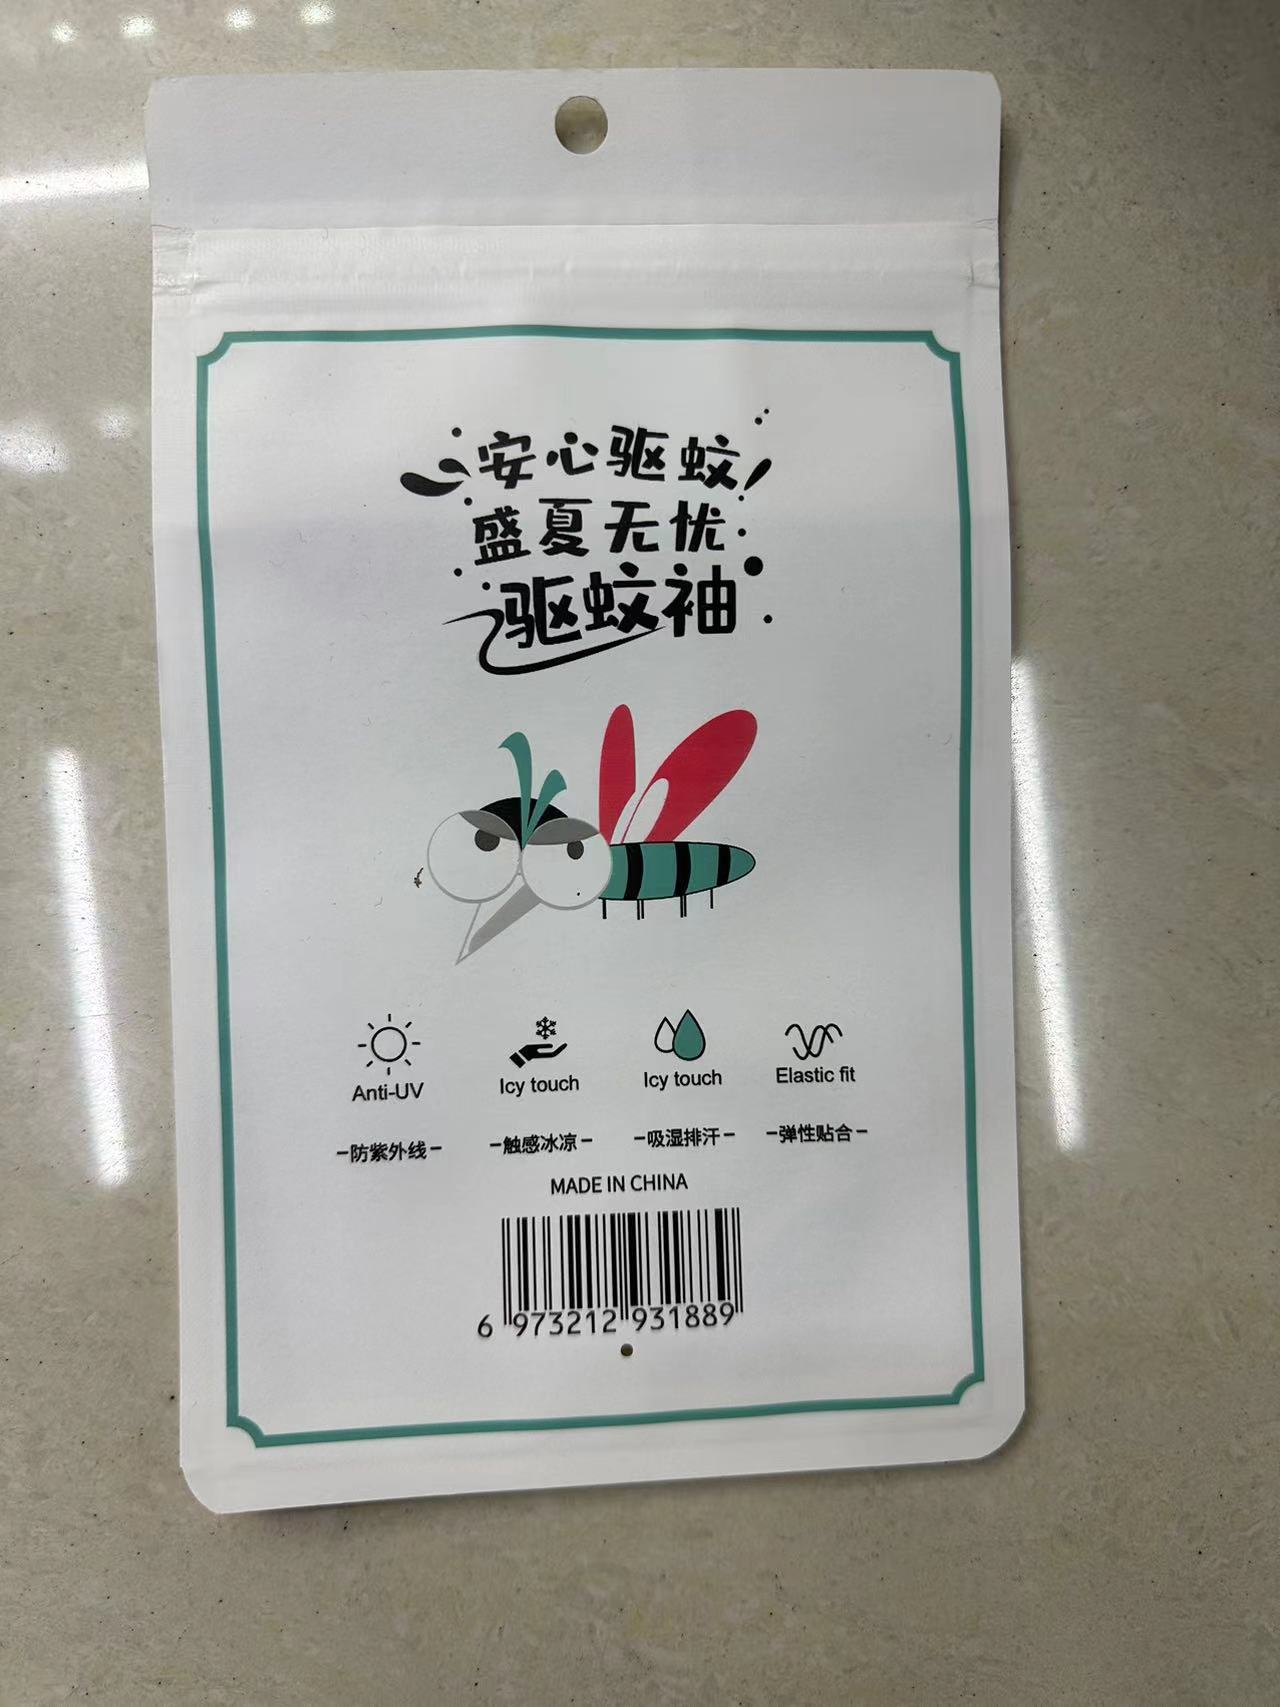 安心驱蚊
盛夏无忧
驱蚊袖
Anti-UV Icy touch Icy touch Elastic fit
-防紫外线- -触感冰凉- -吸湿排汗- -弹性贴合-
MADE IN CHINA
6 973212 931889